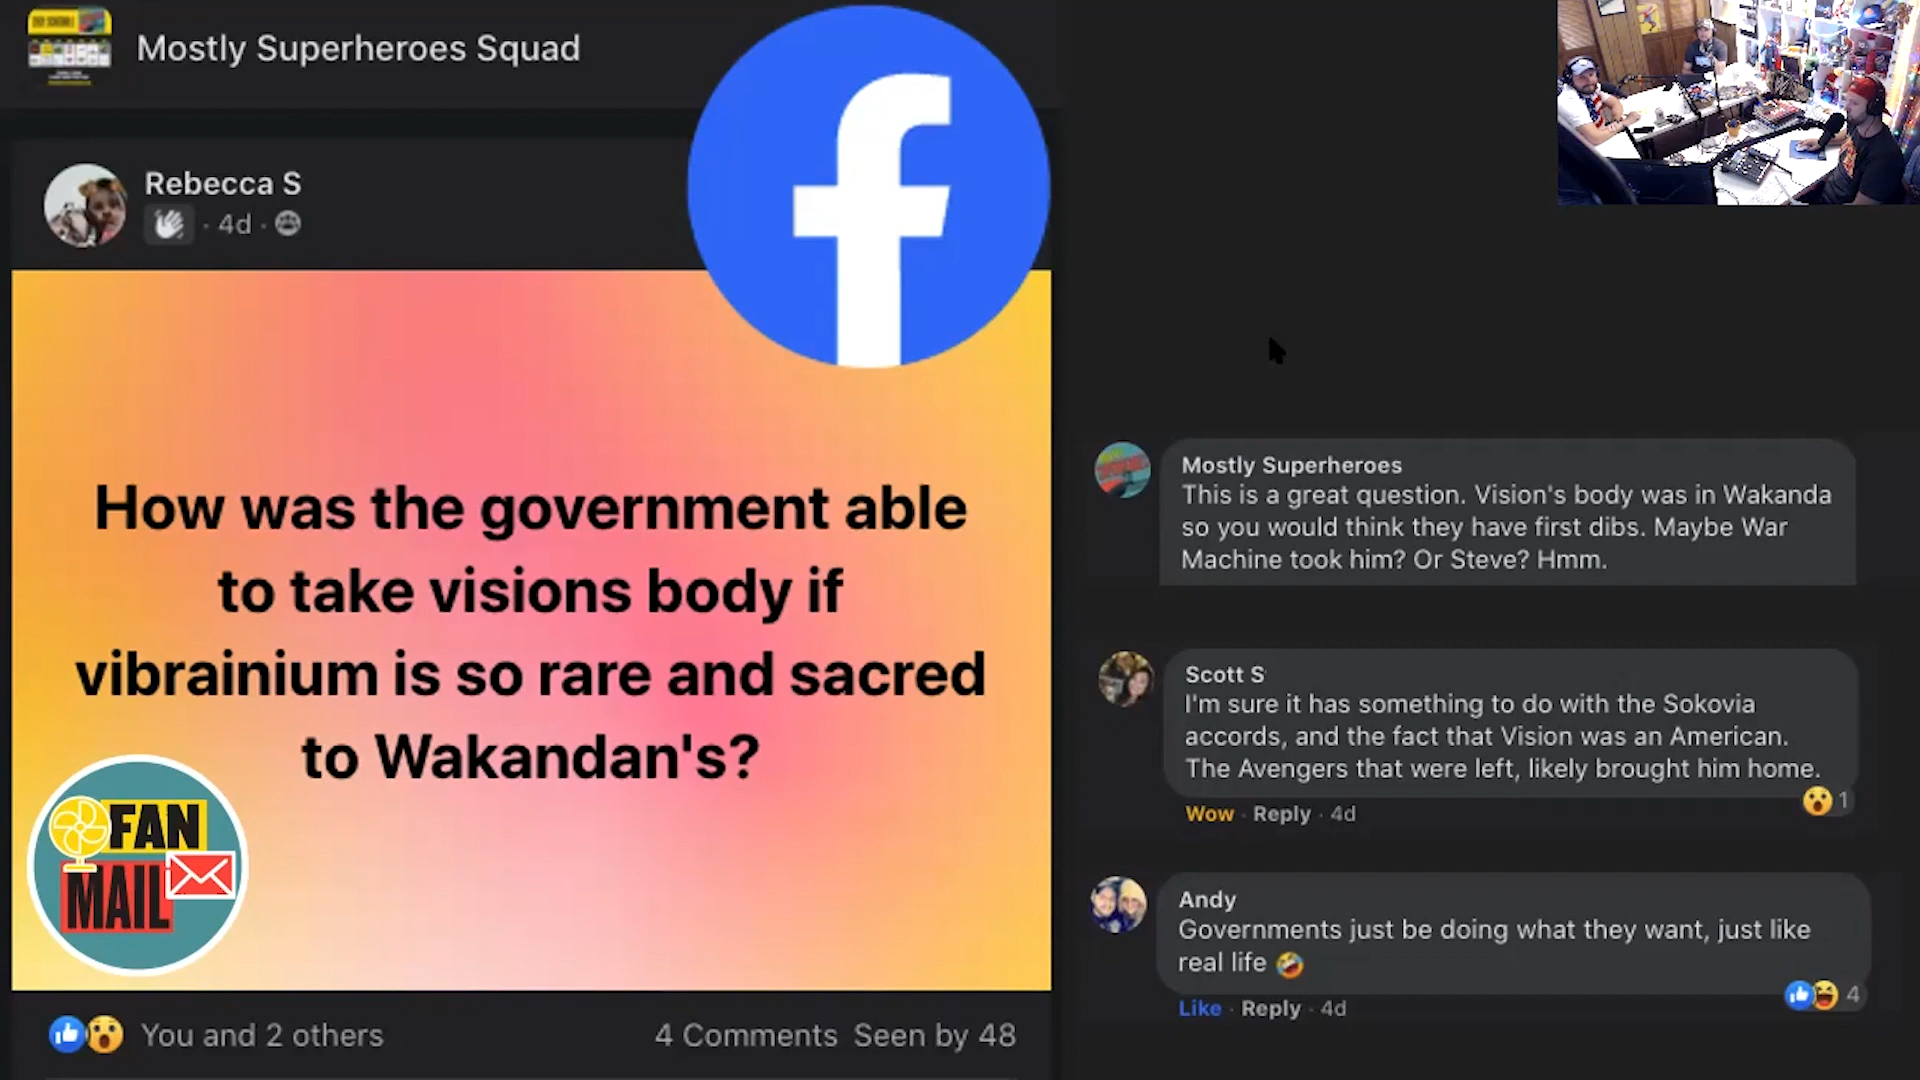 Mostly Superheroes Squad
Rebecca S
· 4d ·
How was the government able
to take visions body if
vibrainium is so rare and sacred
to Wakandan's?
FAN
MAIL
You and 2 others
4 Comments Seen by 48
Mostly Superheroes
This is a great question. Vision's body was in Wakanda
so you would think they have first dibs. Maybe War
Machine took him? Or Steve? Hmm.
Scott S
I'm sure it has something to do with the Sokovia
accords, and the fact that Vision was an American.
The Avengers that were left, likely brought him home.
1
Wow · Reply · 4d
Andy
Governments just be doing what they want, just like
real life 🤣
4
Like · Reply · 4d